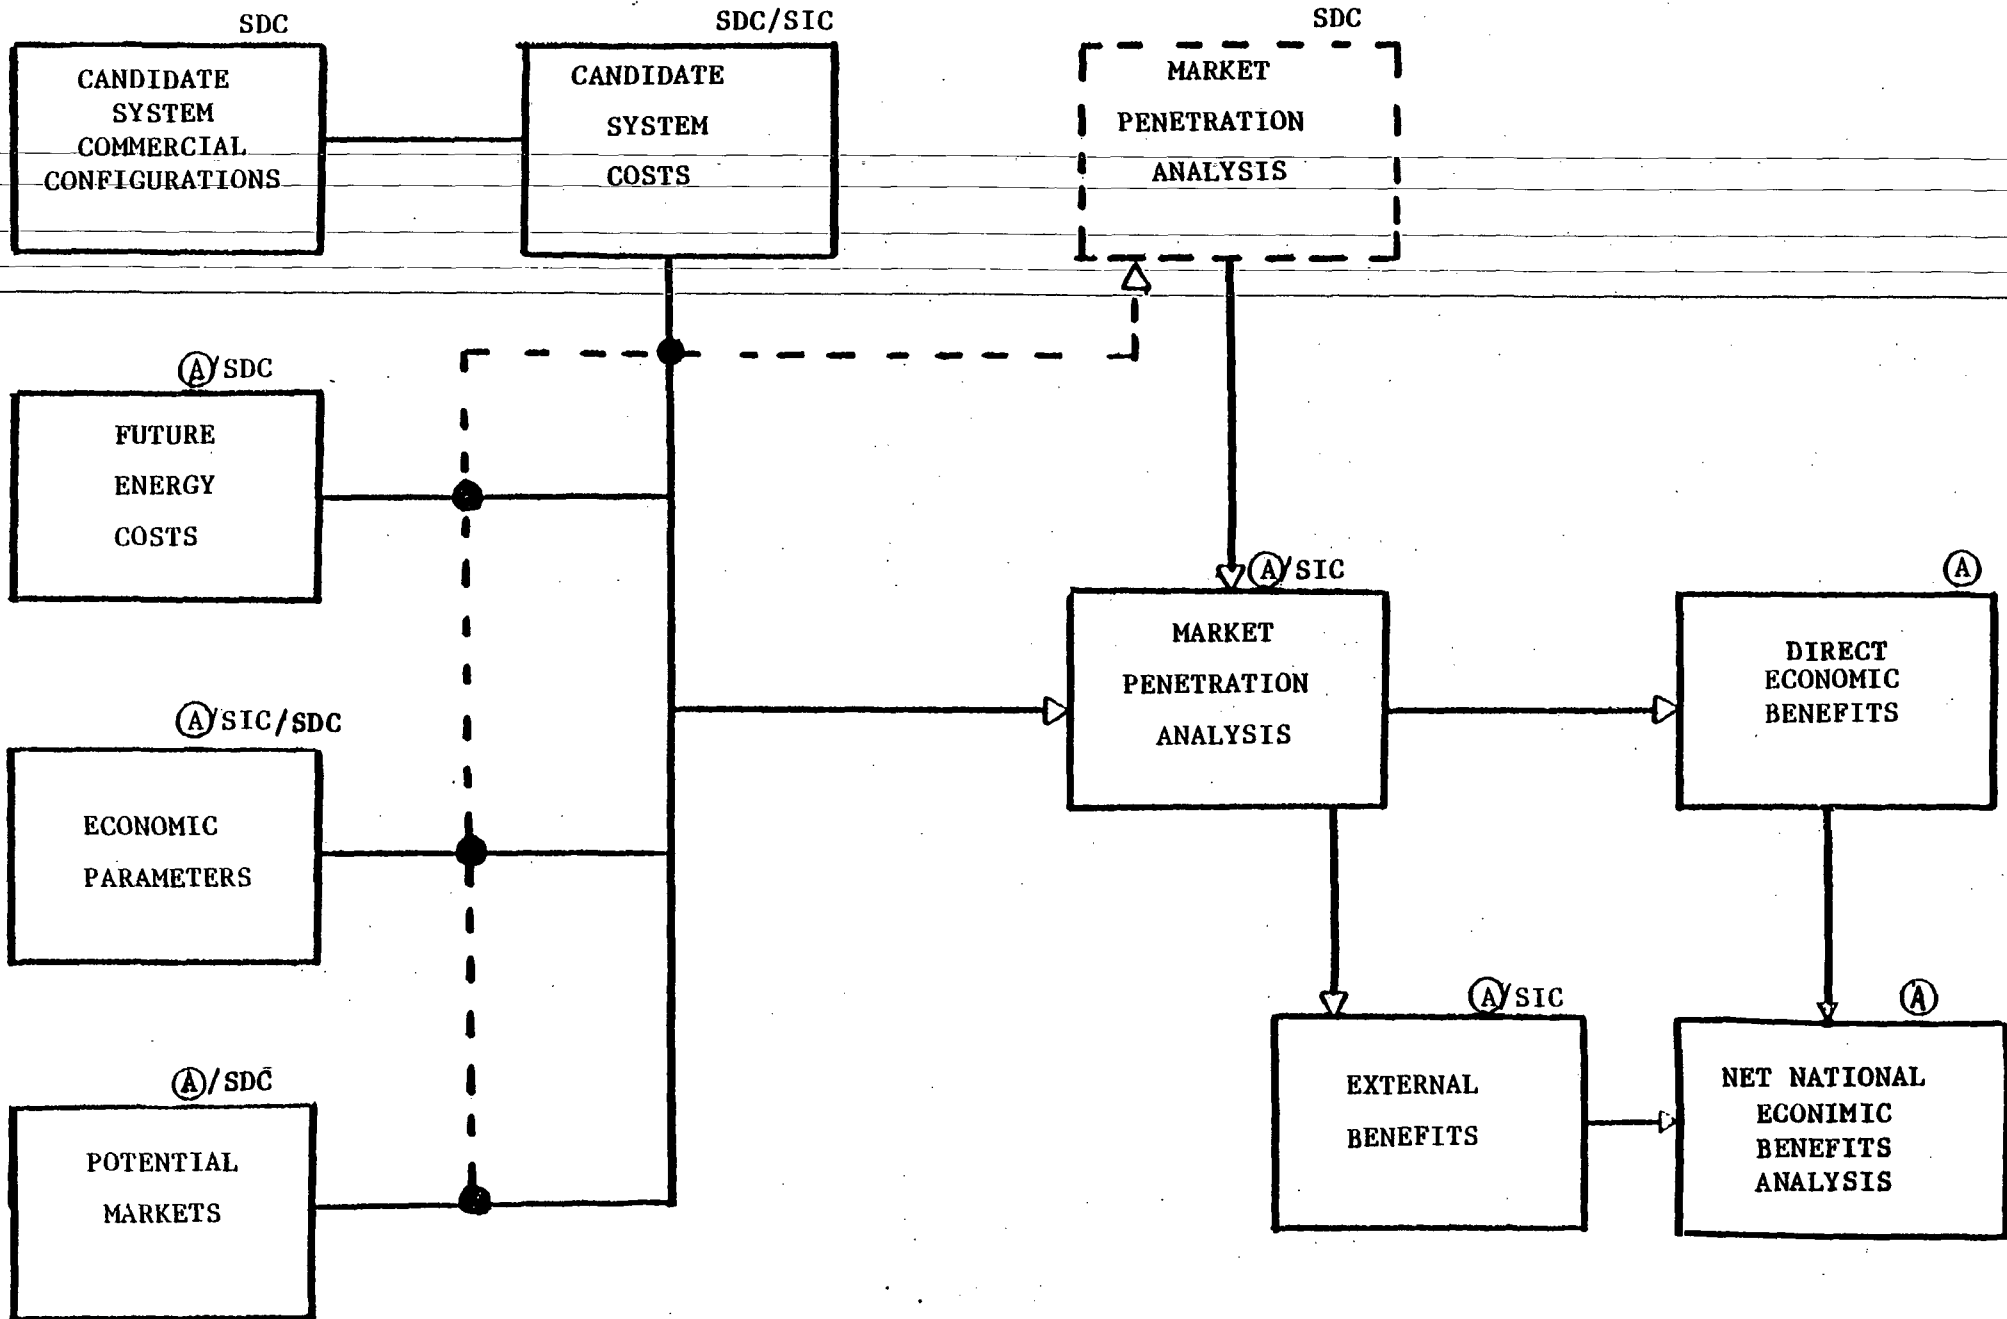 SDC
CANDIDATE
SYSTEM
COMMERCIAL
CONFIGURATIONS
SDC/SIC
CANDIDATE
SYSTEM
COSTS
SDC
MARKET
PENETRATION
ANALYSIS
Ⓐ/SDC
FUTURE
ENERGY
COSTS
Ⓐ/SIC/SDC
ECONOMIC
PARAMETERS
Ⓐ/SDC
POTENTIAL
MARKETS
Ⓐ/SIC
MARKET
PENETRATION
ANALYSIS
Ⓐ
DIRECT
ECONOMIC
BENEFITS
Ⓐ/SIC
EXTERNAL
BENEFITS
Ⓐ
NET NATIONAL
ECONIMIC
BENEFITS
ANALYSIS